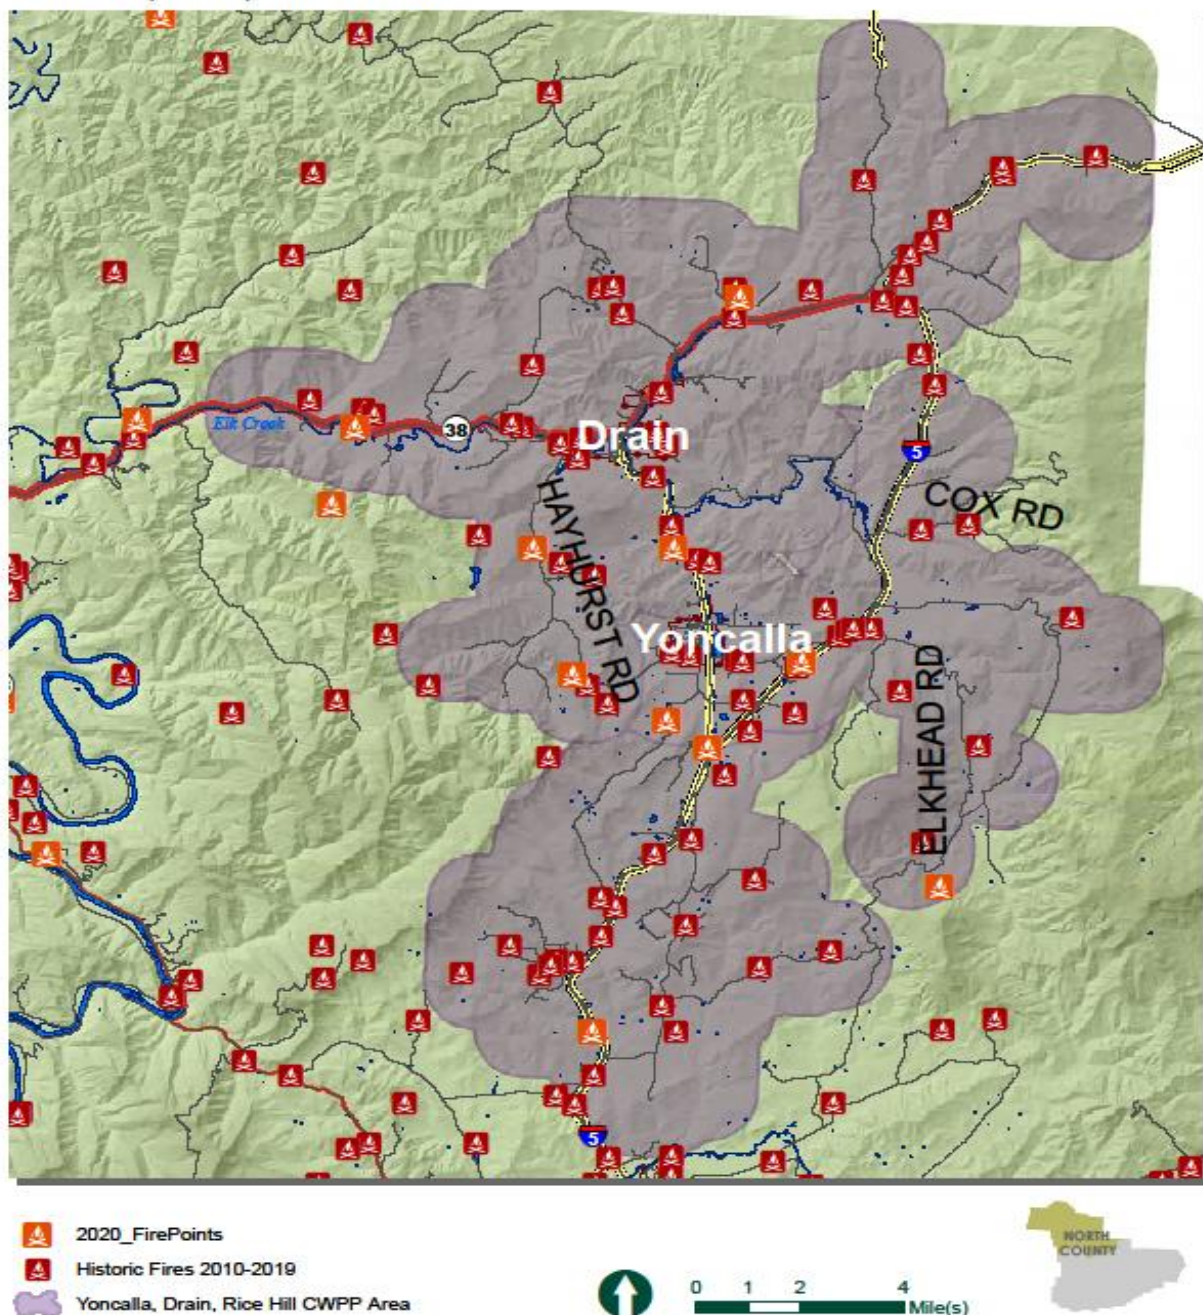 Drain
38
Elk Creek
5
COX RD
HAYHURST RD
Yoncalla
ELKHEAD RD
5
2020_FirePoints
Historic Fires 2010-2019
Yoncalla, Drain, Rice Hill CWPP Area
0 1 2 4
Mile(s)
NORTH
COUNTY